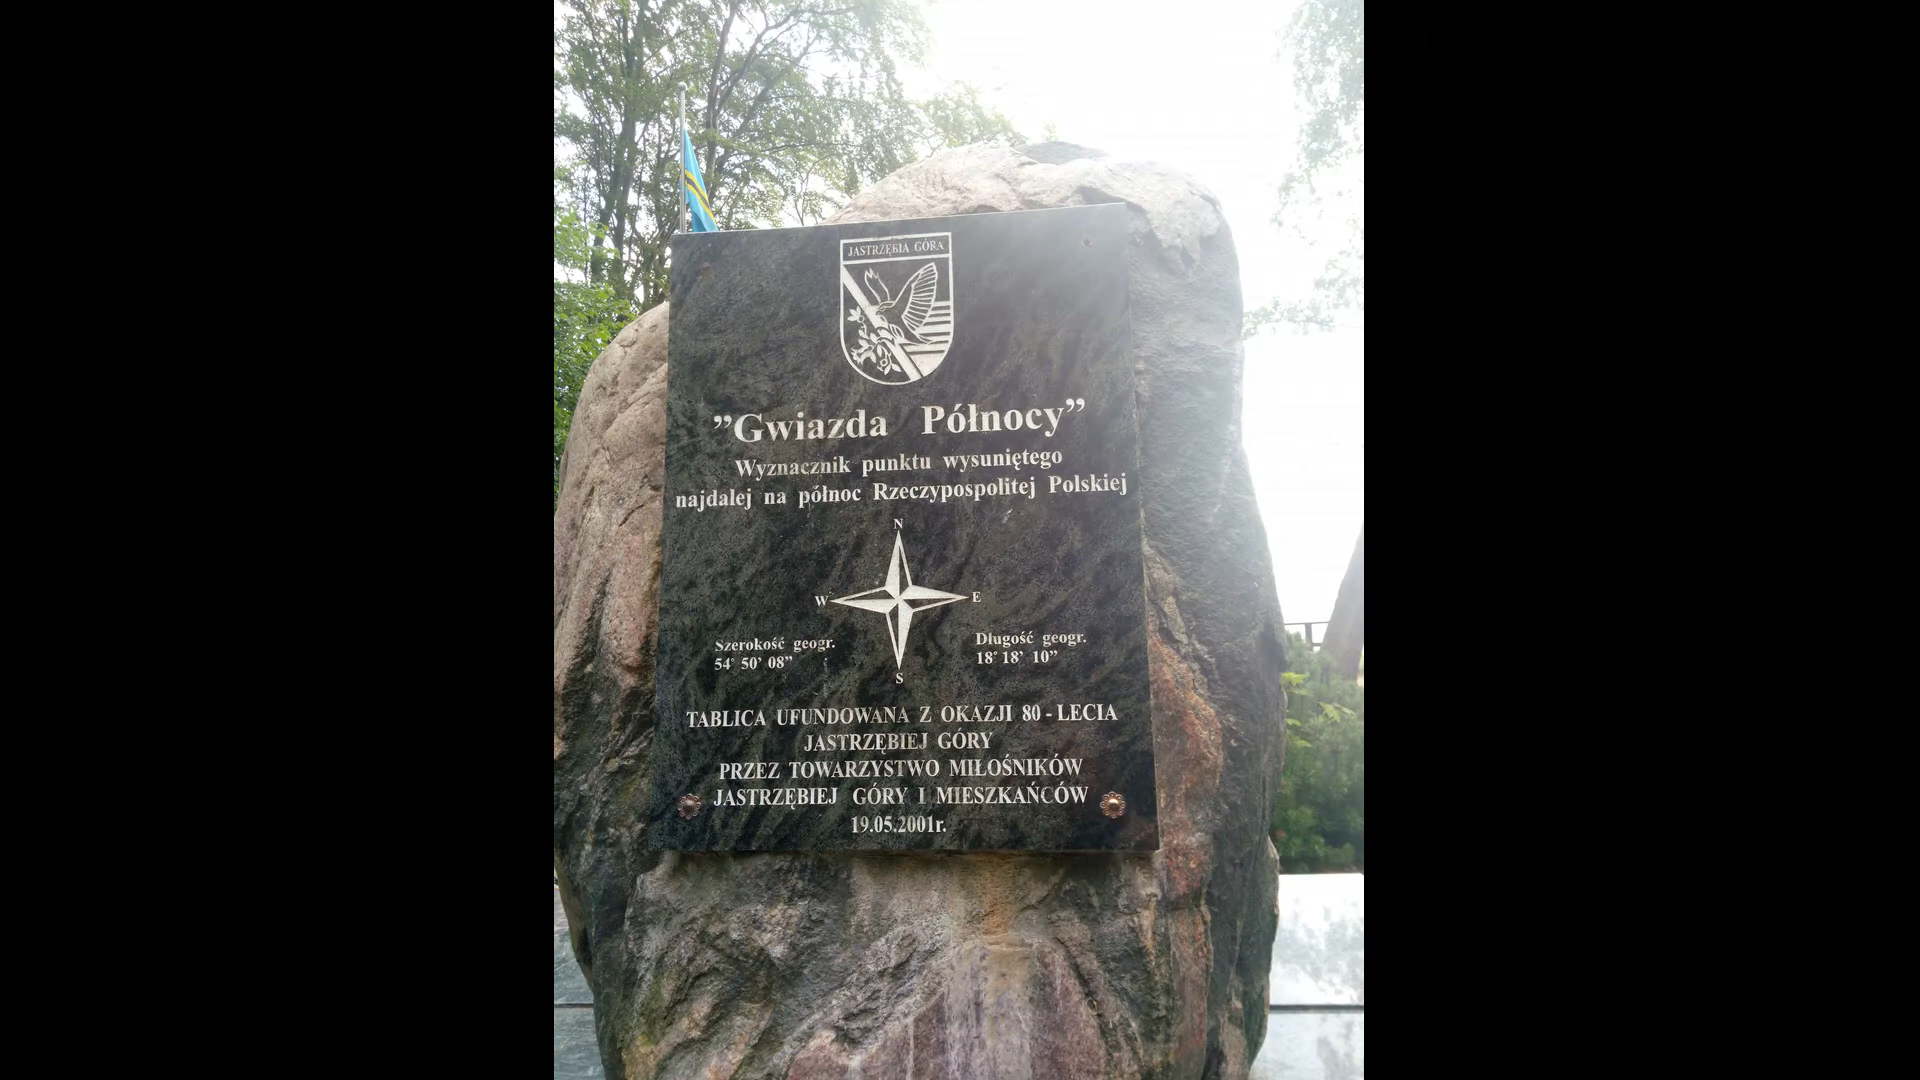 JASTRZĘBIA GÓRA
”Gwiazda Północy”
Wyznacznik punktu wysuniętego
najdalej na północ Rzeczypospolitej Polskiej
N
W E
Szerokość geogr.
54° 50’ 08”
Długość geogr.
18° 18’ 10”
S
TABLICA UFUNDOWANA Z OKAZJI 80 - LECIA
JASTRZĘBIEJ GÓRY
PRZEZ TOWARZYSTWO MIŁOŚNIKÓW
JASTRZĘBIEJ GÓRY I MIESZKAŃCÓW
19.05.2001r.